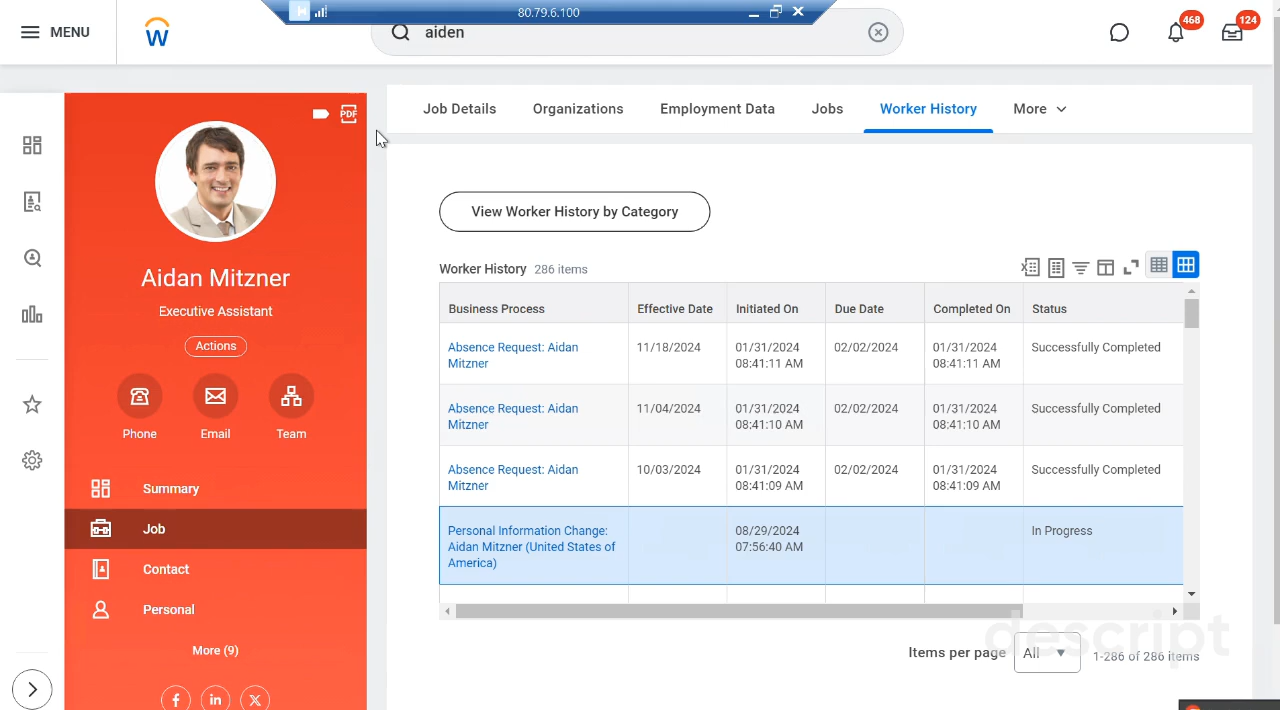 80.79.6.100
MENU
aiden
468
124
PDF
Job Details
Organizations
Employment Data
Jobs
Worker History
More
View Worker History by Category
Aidan Mitzner
Executive Assistant
Actions
Phone
Email
Team
Summary
Job
Contact
Personal
More (9)
Worker History 286 items
Business Process Effective Date Initiated On Due Date Completed On Status
Absence Request: Aidan 11/18/2024 01/31/2024 02/02/2024 01/31/2024 Successfully Completed
Mitzner 08:41:11 AM 08:41:11 AM
Absence Request: Aidan 11/04/2024 01/31/2024 02/02/2024 01/31/2024 Successfully Completed
Mitzner 08:41:10 AM 08:41:10 AM
Absence Request: Aidan 10/03/2024 01/31/2024 02/02/2024 01/31/2024 Successfully Completed
Mitzner 08:41:09 AM 08:41:09 AM
Personal Information Change: 08/29/2024 In Progress
Aidan Mitzner (United States of 07:56:40 AM
America)
descript
Items per page All 1-286 of 286 items